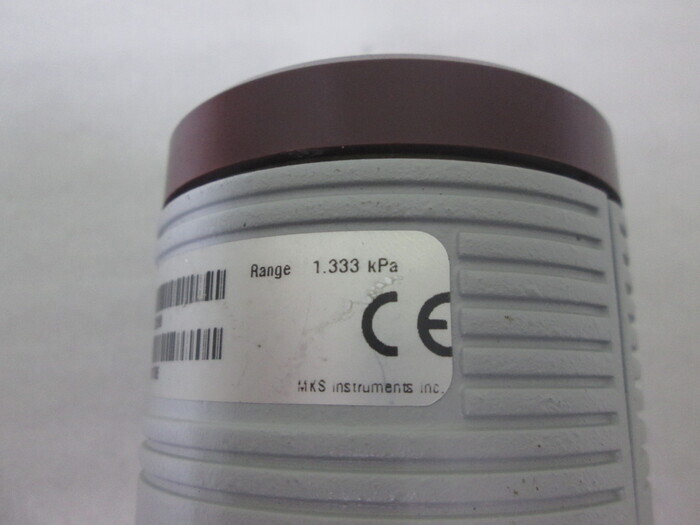 Range 1.333 kPa
CE
MKS Instruments Inc.